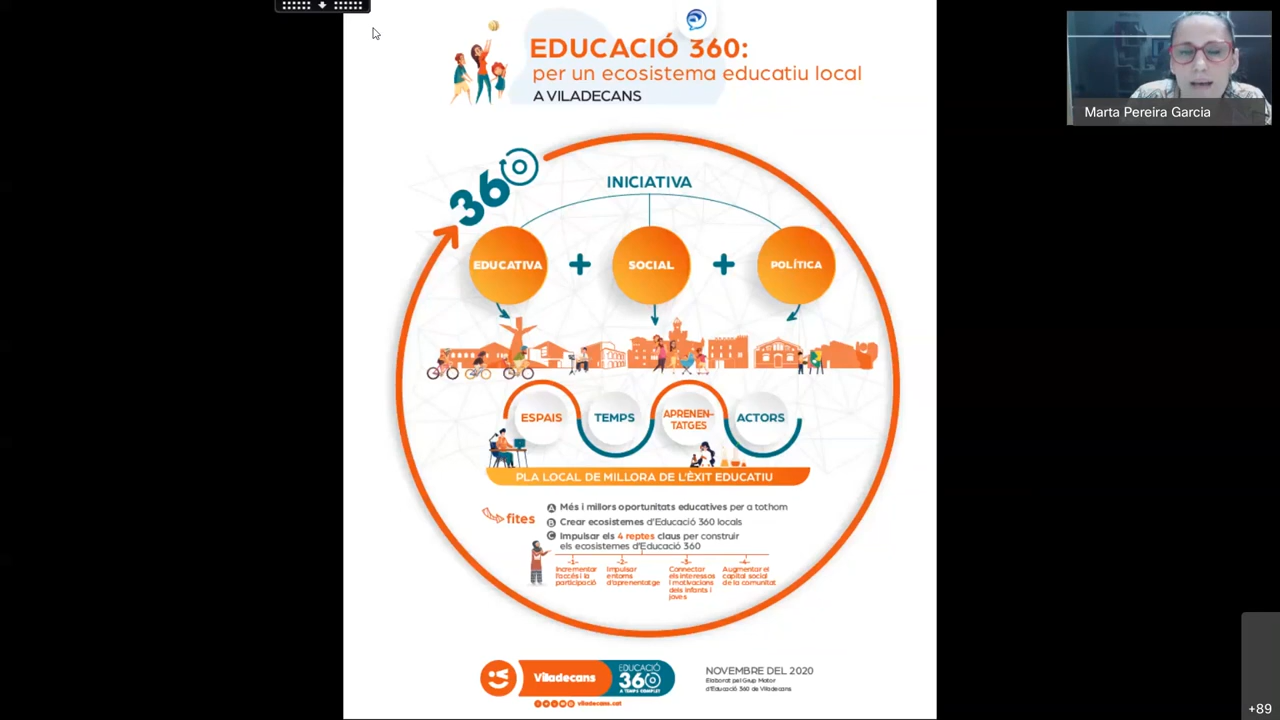 EDUCACIÓ 360:
per un ecosistema educatiu local
A VILADECANS
Marta Pereira Garcia
360
INICIATIVA
EDUCATIVA + SOCIAL + POLÍTICA
ESPAIS TEMPS APRENEN-
TATGES ACTORS
PLA LOCAL DE MILLORA DE L'ÈXIT EDUCATIU
fites
A Més i millors oportunitats educatives per a tothom
B Crear ecosistemes d'Educació 360 locals
C Impulsar els 4 reptes claus per construir
els ecosistemes d'Educació 360
-1-
Incrementar
l'accés i la
participació
-2-
Impulsar
entorns
d'aprenentatge
-3-
Connectar
els interessos
i motivacions
dels infants i
joves
-4-
Augmentar el
capital social
de la comunitat
Viladecans
EDUCACIÓ
360
A TEMPS COMPLET
viladecans.cat
NOVEMBRE DEL 2020
Elaborat pel Grup Motor
d'Educació 360 de Viladecans
+89